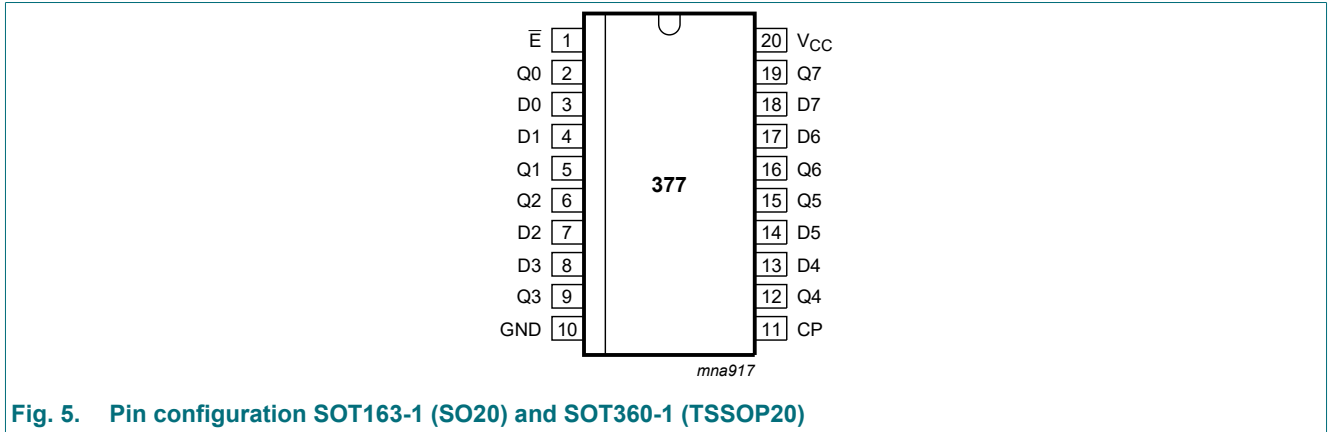 E̅ 1 20 VCC
Q0 2 19 Q7
D0 3 18 D7
D1 4 17 D6
Q1 5 16 Q6
377
Q2 6 15 Q5
D2 7 14 D5
D3 8 13 D4
Q3 9 12 Q4
GND 10 11 CP
mna917
Fig. 5. Pin configuration SOT163-1 (SO20) and SOT360-1 (TSSOP20)